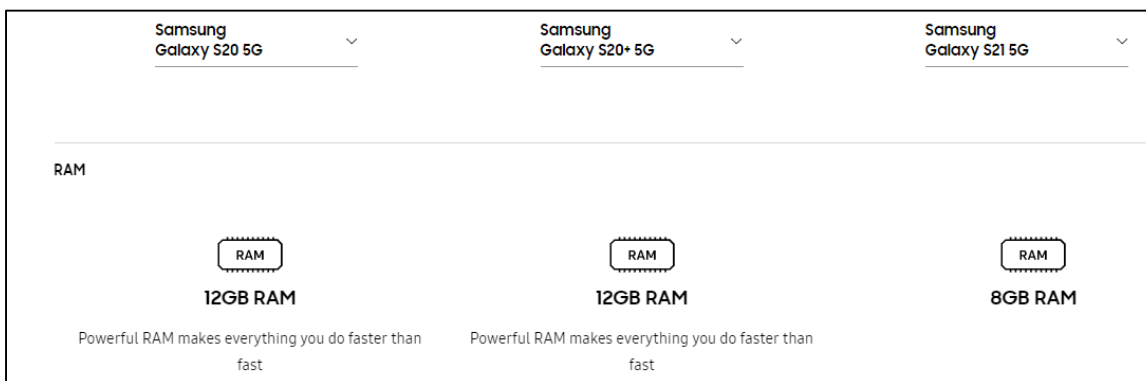 Samsung
Galaxy S20 5G
Samsung
Galaxy S20+ 5G
Samsung
Galaxy S21 5G
RAM
RAM
12GB RAM
Powerful RAM makes everything you do faster than
fast
RAM
12GB RAM
Powerful RAM makes everything you do faster than
fast
RAM
8GB RAM